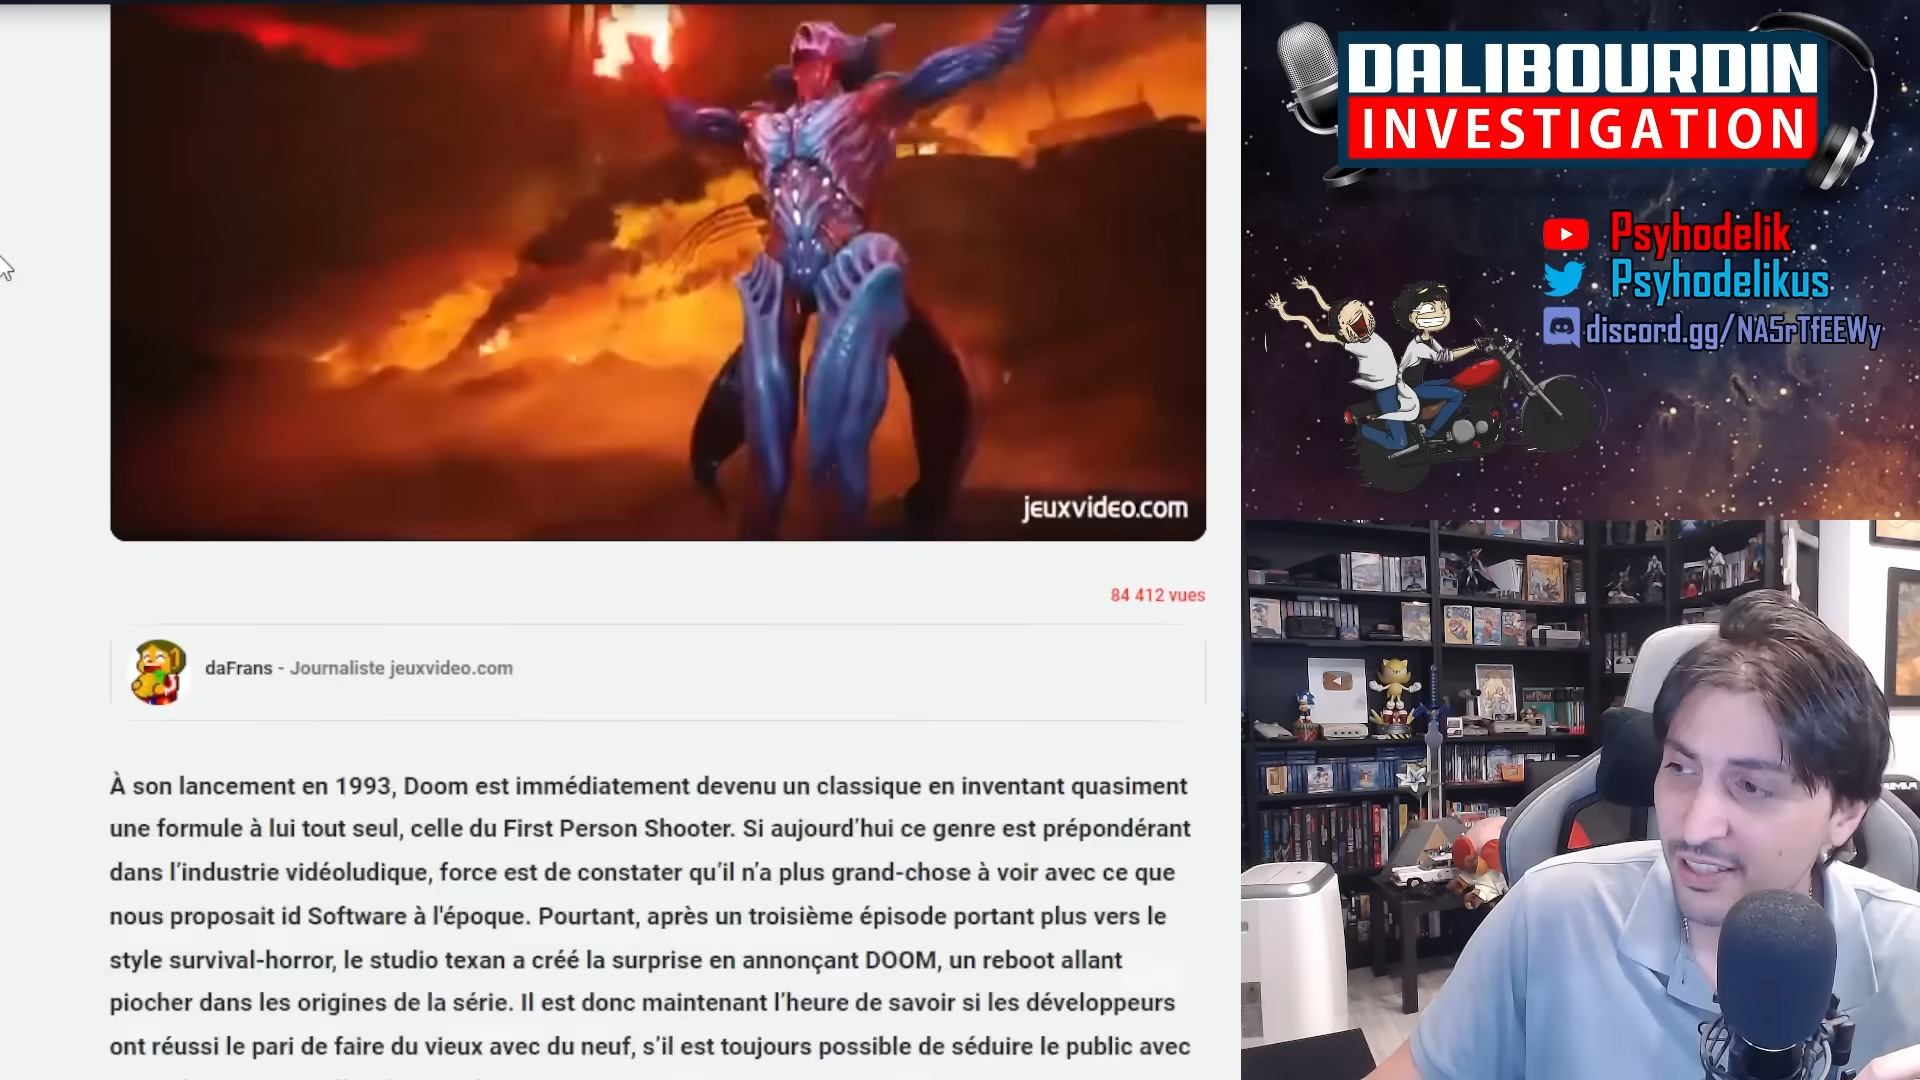 jeuxvideo.com
84 412 vues
daFrans - Journaliste jeuxvideo.com
À son lancement en 1993, Doom est immédiatement devenu un classique en inventant quasiment
une formule à lui tout seul, celle du First Person Shooter. Si aujourd’hui ce genre est prépondérant
dans l’industrie vidéoludique, force est de constater qu’il n’a plus grand-chose à voir avec ce que
nous proposait id Software à l'époque. Pourtant, après un troisième épisode portant plus vers le
style survival-horror, le studio texan a créé la surprise en annonçant DOOM, un reboot allant
piocher dans les origines de la série. Il est donc maintenant l’heure de savoir si les développeurs
ont réussi le pari de faire du vieux avec du neuf, s’il est toujours possible de séduire le public avec
DALIBOURDIN
INVESTIGATION
Psyhodelik
Psyhodelikus
discord.gg/NA5rTfEEWy